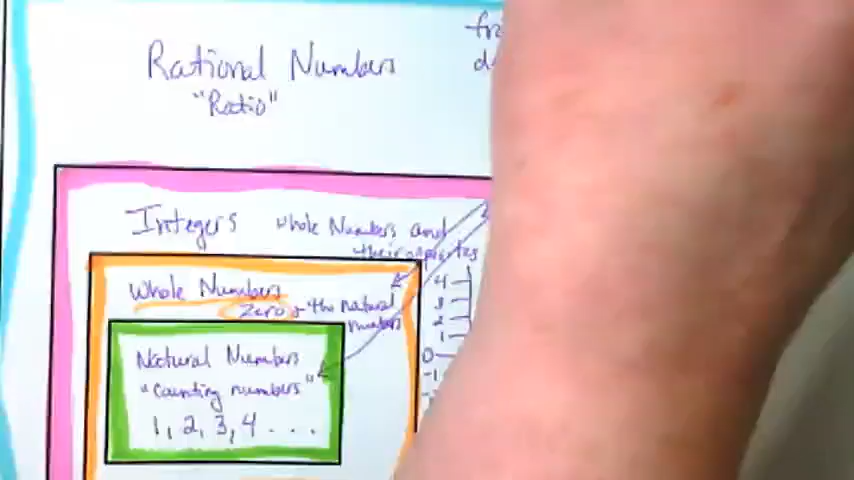 Rational Numbers
"Ratio"
Integers whole Numbers and
their opposites
Whole Numbers
Zero + the natural
numbers
Natural Numbers
"Counting numbers"
1, 2, 3, 4 . . .
4
3
2
1
0
-1